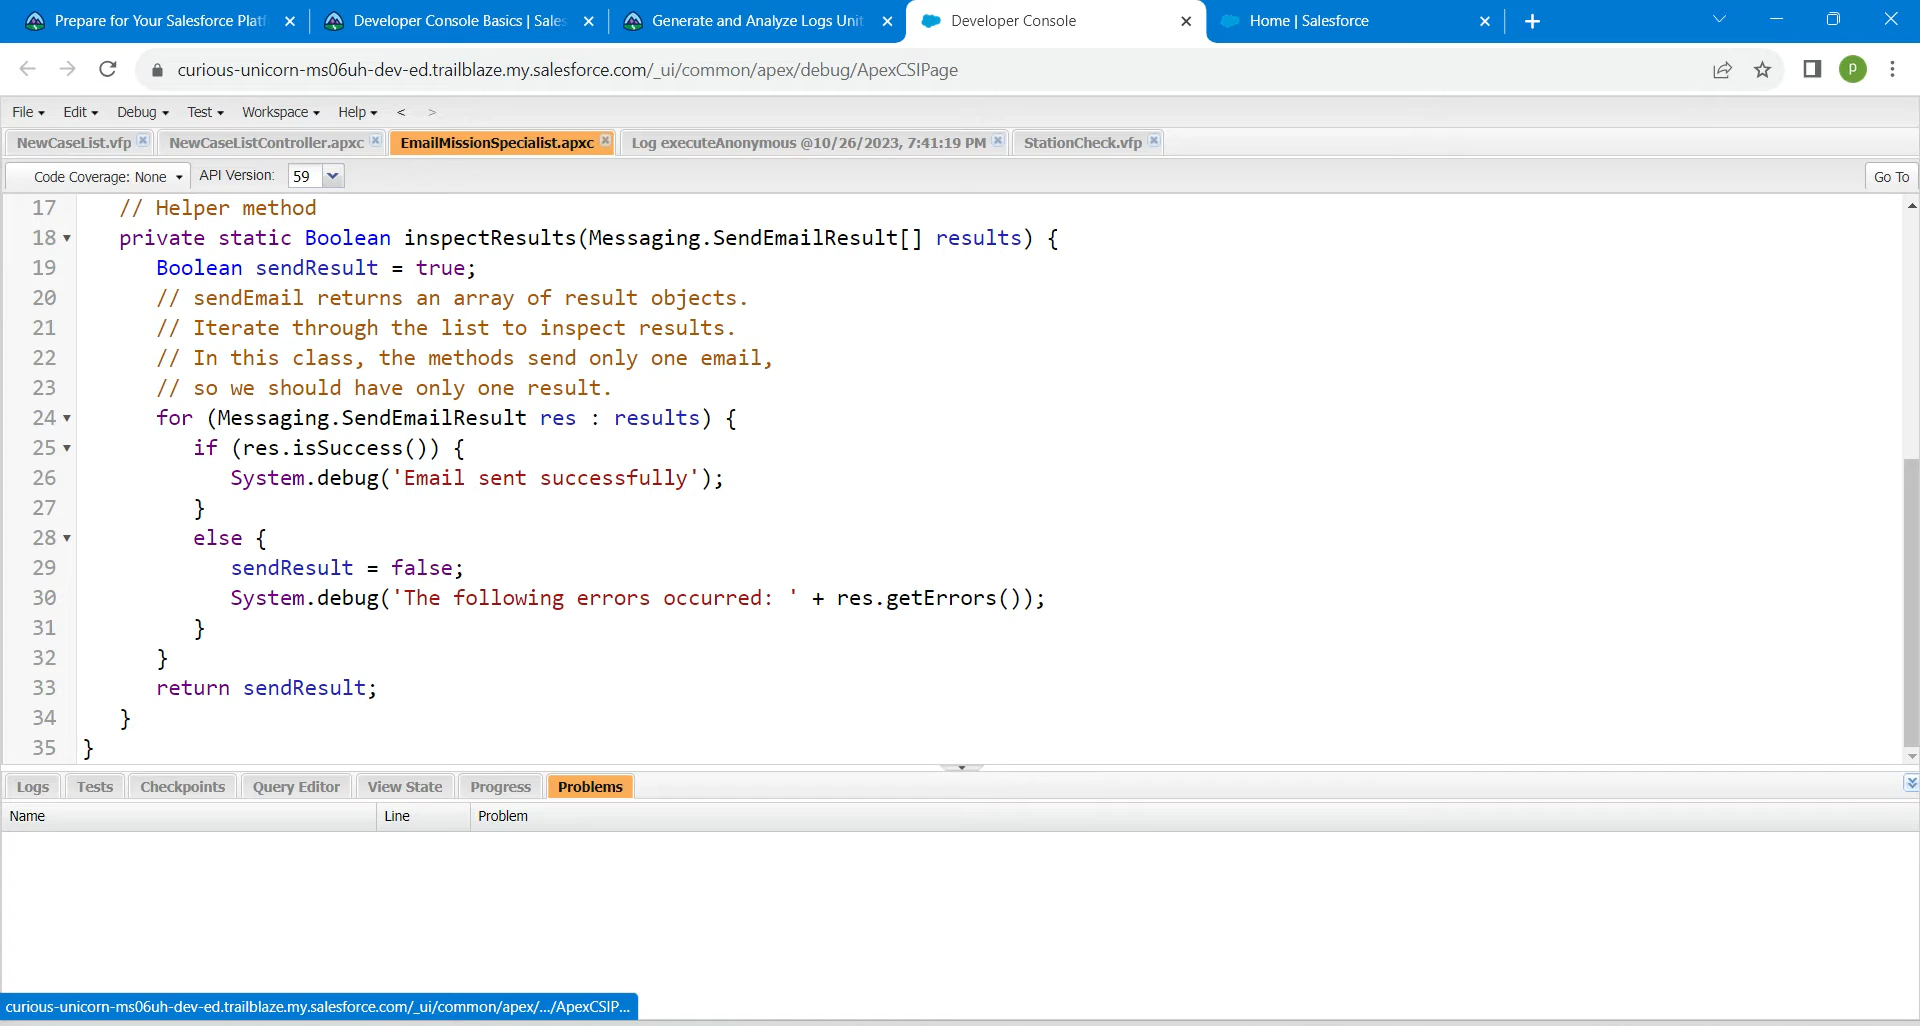 Prepare for Your Salesforce Platf
Developer Console Basics | Sales
Generate and Analyze Logs Unit
Developer Console
Home | Salesforce
curious-unicorn-ms06uh-dev-ed.trailblaze.my.salesforce.com/_ui/common/apex/debug/ApexCSIPage
p
File Edit Debug Test Workspace Help < >
NewCaseList.vfp NewCaseListController.apxc EmailMissionSpecialist.apxc Log executeAnonymous @10/26/2023, 7:41:19 PM StationCheck.vfp
Code Coverage: None API Version: 59 Go To
17 // Helper method
18 private static Boolean inspectResults(Messaging.SendEmailResult[] results) {
19 Boolean sendResult = true;
20 // sendEmail returns an array of result objects.
21 // Iterate through the list to inspect results.
22 // In this class, the methods send only one email,
23 // so we should have only one result.
24 for (Messaging.SendEmailResult res : results) {
25 if (res.isSuccess()) {
26 System.debug('Email sent successfully');
27 }
28 else {
29 sendResult = false;
30 System.debug('The following errors occurred: ' + res.getErrors());
31 }
32 }
33 return sendResult;
34 }
35 }
Logs Tests Checkpoints Query Editor View State Progress Problems
Name Line Problem
curious-unicorn-ms06uh-dev-ed.trailblaze.my.salesforce.com/_ui/common/apex/.../ApexCSIP...